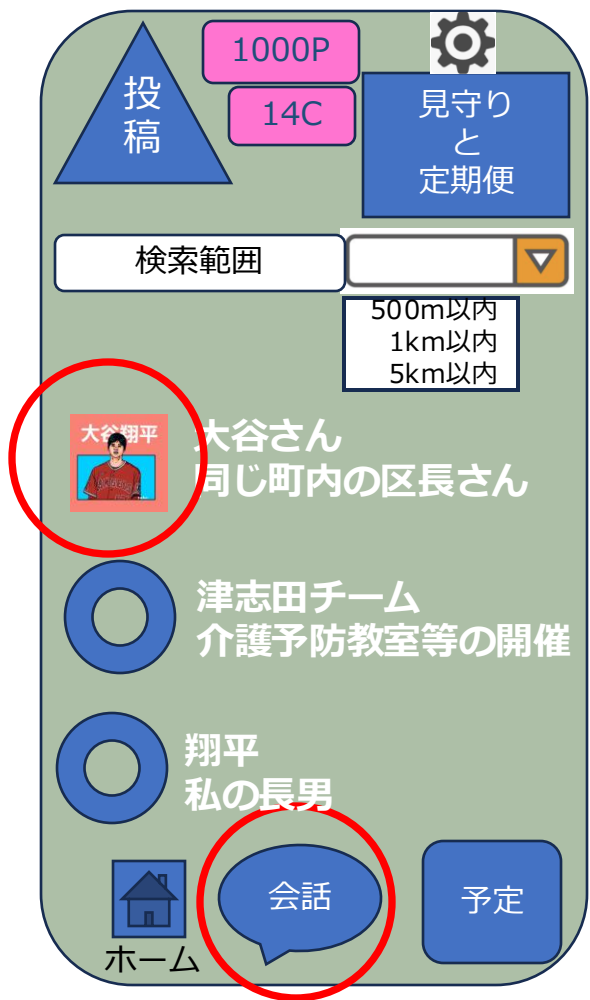 投
稿
1000P
14C
見守り
と
定期便
検索範囲
500m以内
1km以内
5km以内
大谷翔平
大谷さん
同じ町内の区長さん
津志田チーム
介護予防教室等の開催
翔平
私の長男
ホーム
会話
予定